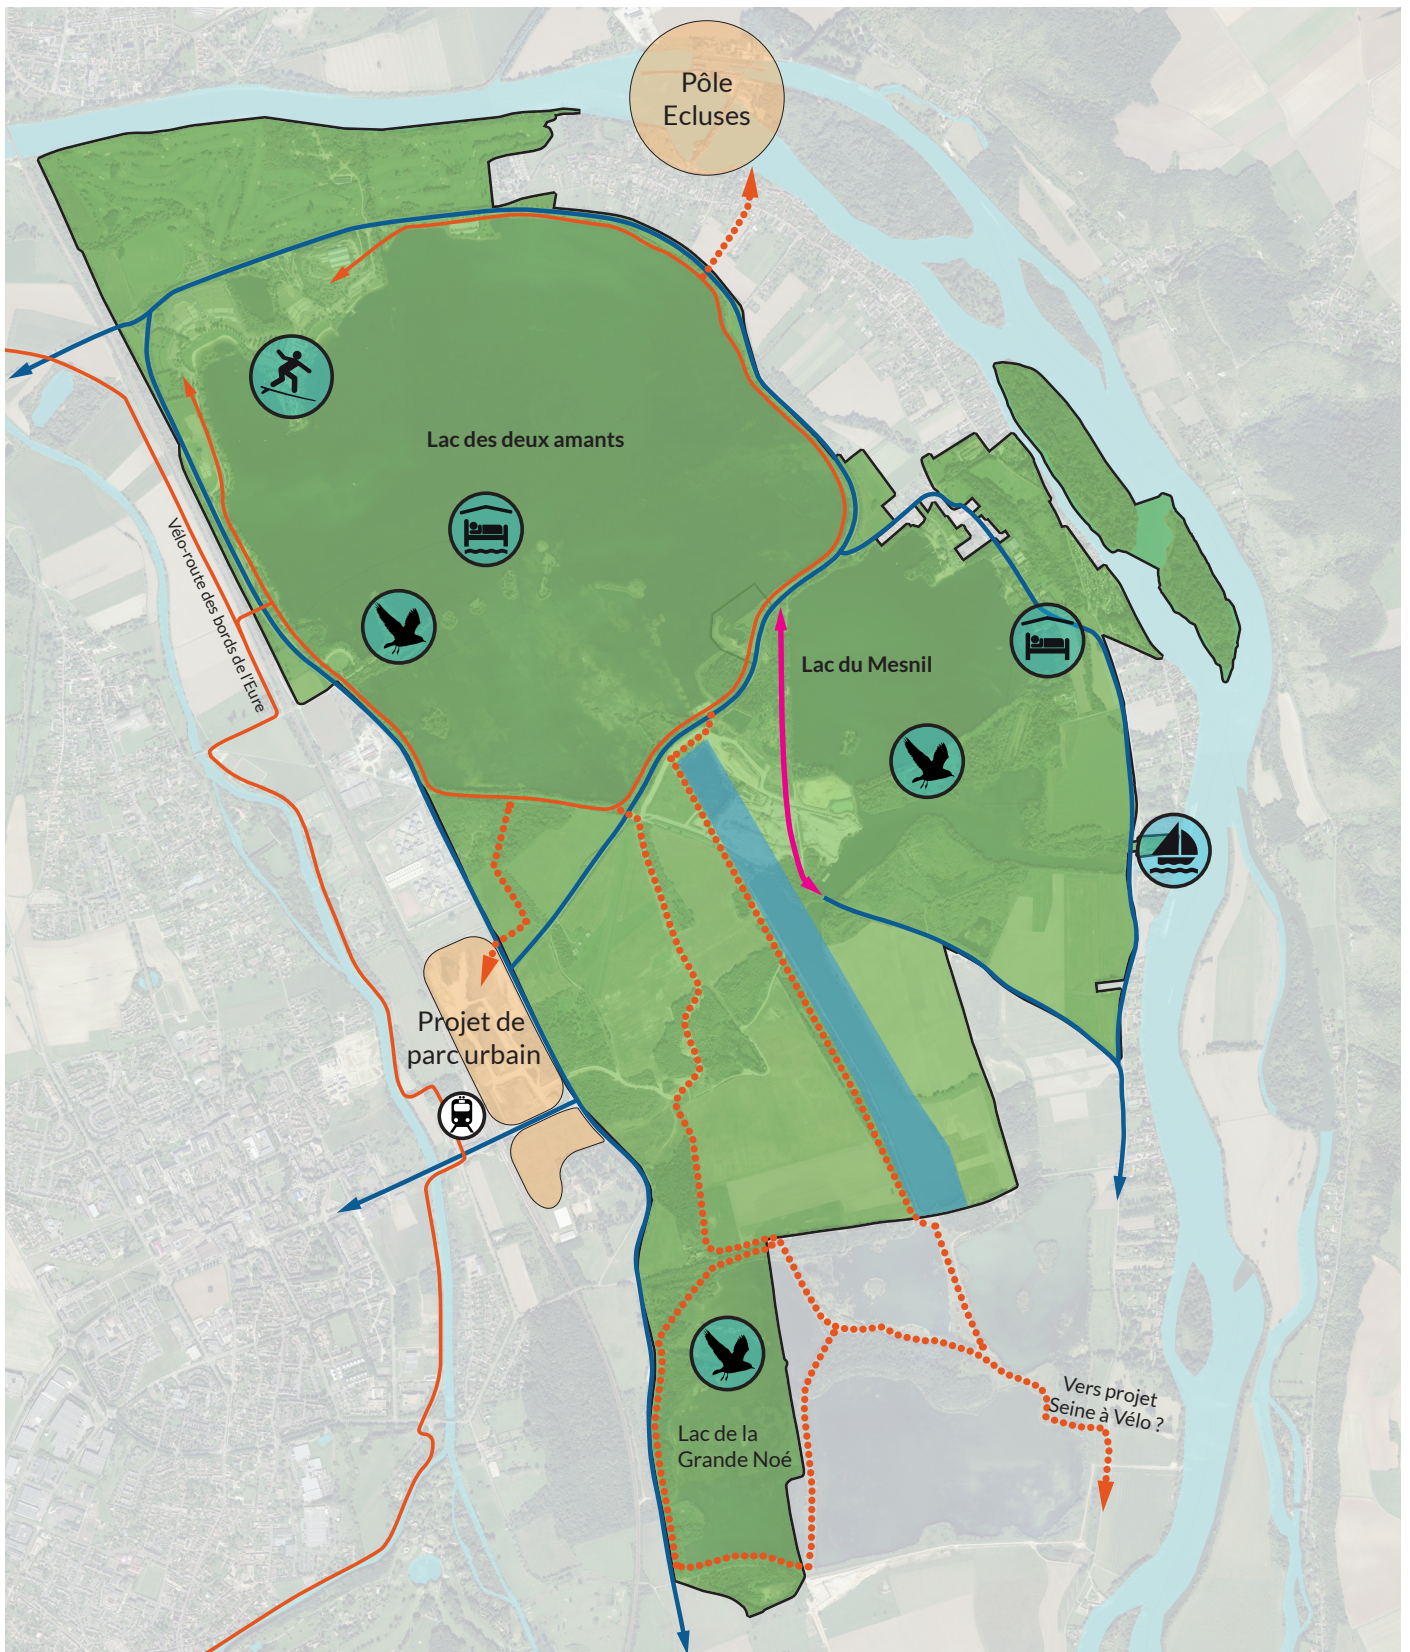 Pôle
Ecluses
Lac des deux amants
Vélo-route des bords de l'Eure
Lac du Mesnil
Projet de
parc urbain
Vers projet
Seine à Vélo ?
Lac de la
Grande Noé